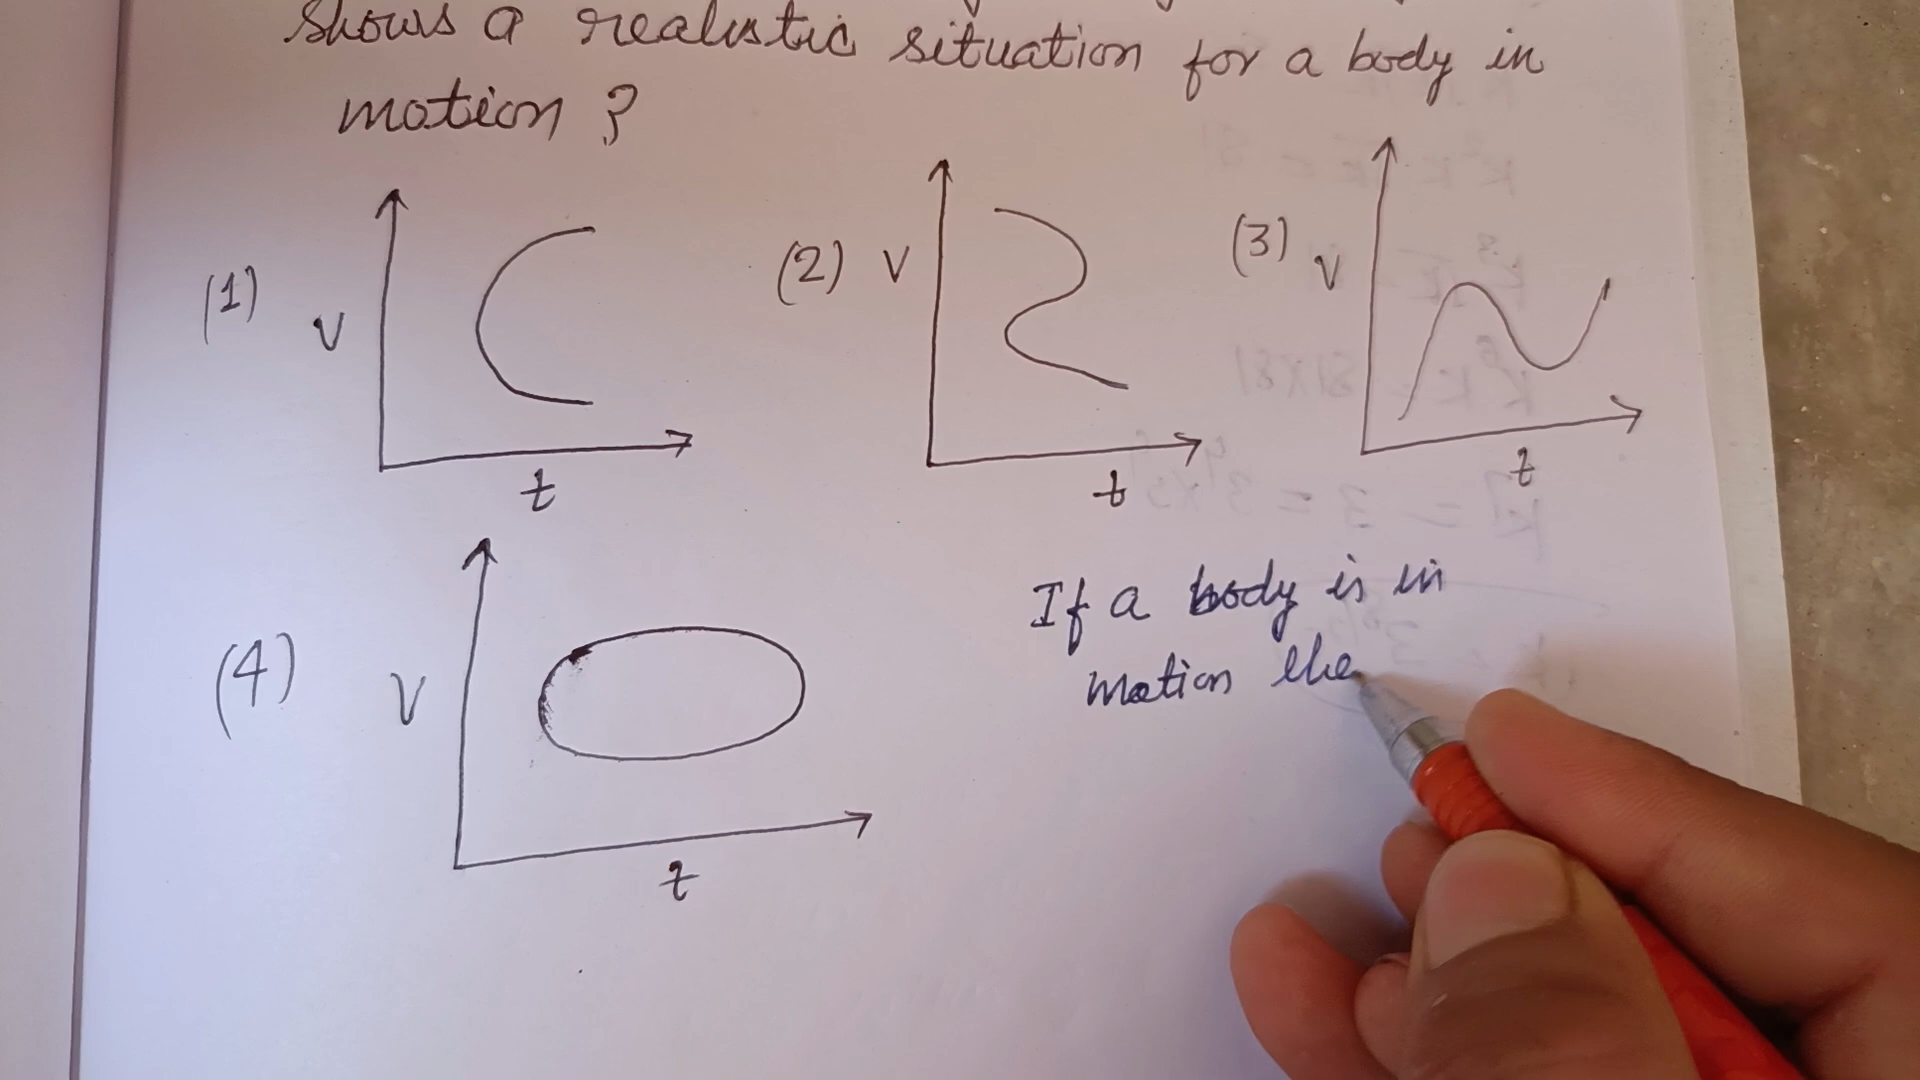 shows a realistic situation for a body in
motion ?
(1) V t
(2) V t
(3) V t
(4) V t
If a body is in
motion the